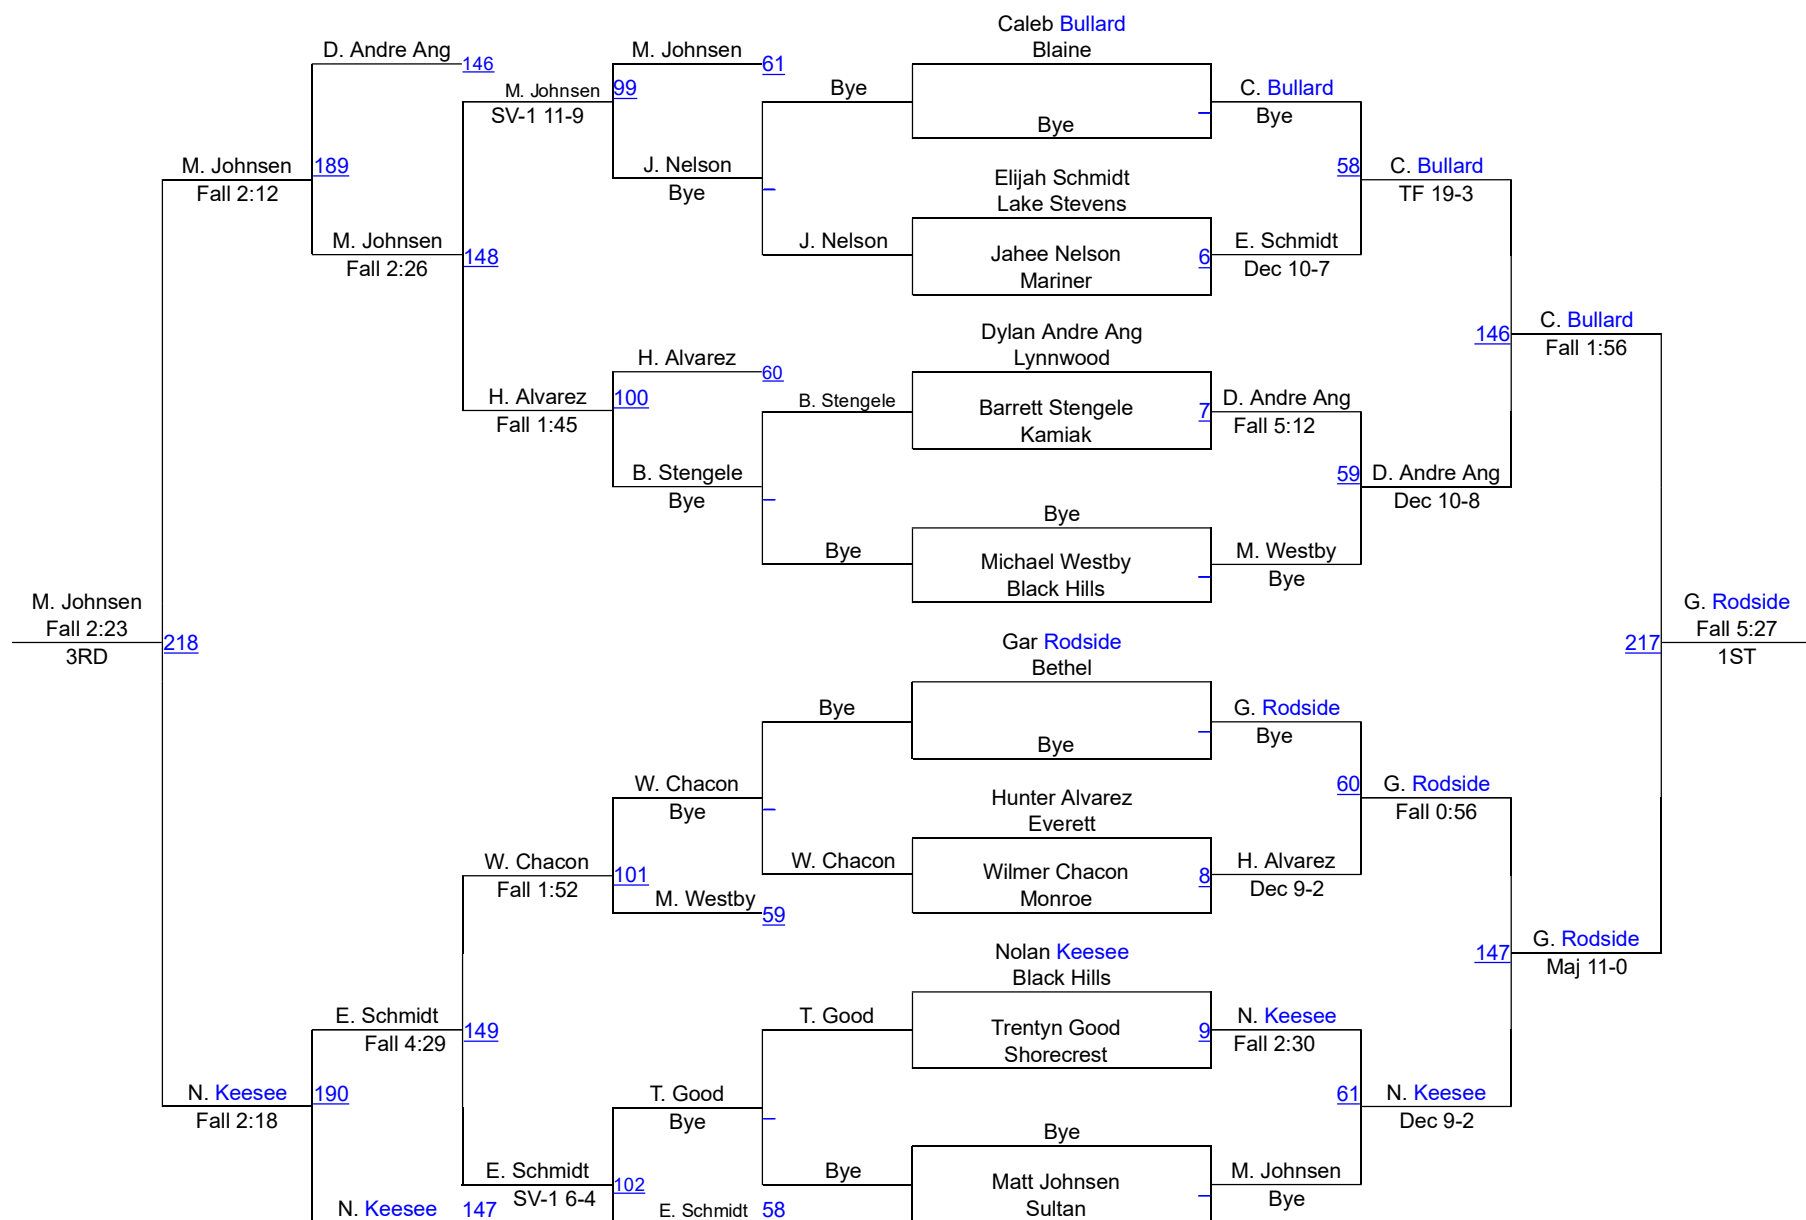 Caleb Bullard
D. Andre Ang
M. Johnsen
Blaine
146
61
M. Johnsen
99
Bye
C. Bullard
SV-1 11-9
Bye
Bye
M. Johnsen
189
J. Nelson
58
C. Bullard
Fall 2:12
Bye
Elijah Schmidt
TF 19-3
Lake Stevens
M. Johnsen
J. Nelson
E. Schmidt
148
Jahee Nelson
6
Fall 2:26
Mariner
Dec 10-7
Dylan Andre Ang
146
C. Bullard
H. Alvarez
Lynnwood
Fall 1:56
60
H. Alvarez
100
B. Stengele
Barrett Stengele
7
D. Andre Ang
Fall 1:45
Kamiak
Fall 5:12
B. Stengele
59
D. Andre Ang
Bye
Dec 10-8
Bye
Bye
Michael Westby
M. Westby
Black Hills
Bye
M. Johnsen
G. Rodside
Fall 2:23
Fall 5:27
218
Gar Rodside
217
3RD
Bethel
1ST
Bye
G. Rodside
Bye
Bye
W. Chacon
60
G. Rodside
Bye
Hunter Alvarez
Fall 0:56
Everett
W. Chacon
W. Chacon
H. Alvarez
Fall 1:52
101
Wilmer Chacon
8
Dec 9-2
M. Westby
Monroe
59
Nolan Keesee
147
G. Rodside
Black Hills
Maj 11-0
E. Schmidt
T. Good
N. Keesee
149
Trentyn Good
9
Fall 4:29
Shorecrest
Fall 2:30
N. Keesee
190
T. Good
61
N. Keesee
Fall 2:18
Bye
Dec 9-2
Bye
E. Schmidt
Bye
M. Johnsen
102
Matt Johnsen
SV-1 6-4
Bye
N. Keesee
147
E. Schmidt
58
Sultan